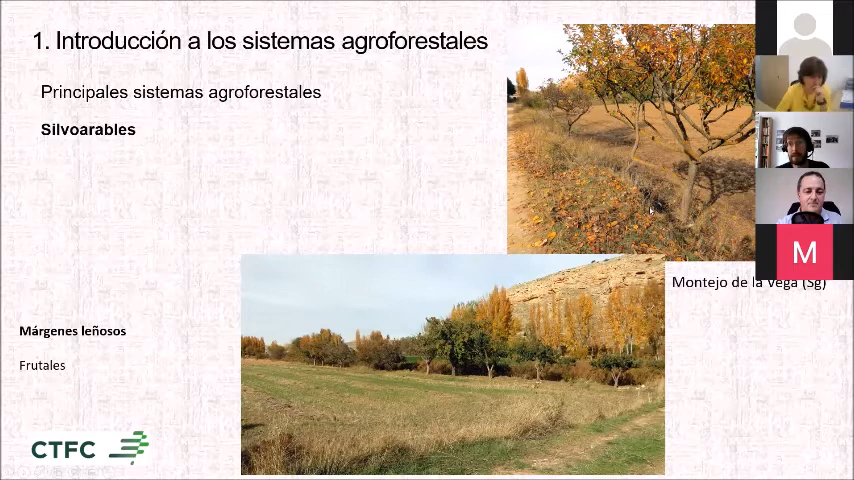 1. Introducción a los sistemas agroforestales
Principales sistemas agroforestales
Silvoarables
M
Montejo de la Vega (Sg)
Márgenes leñosos
Frutales
CTFC